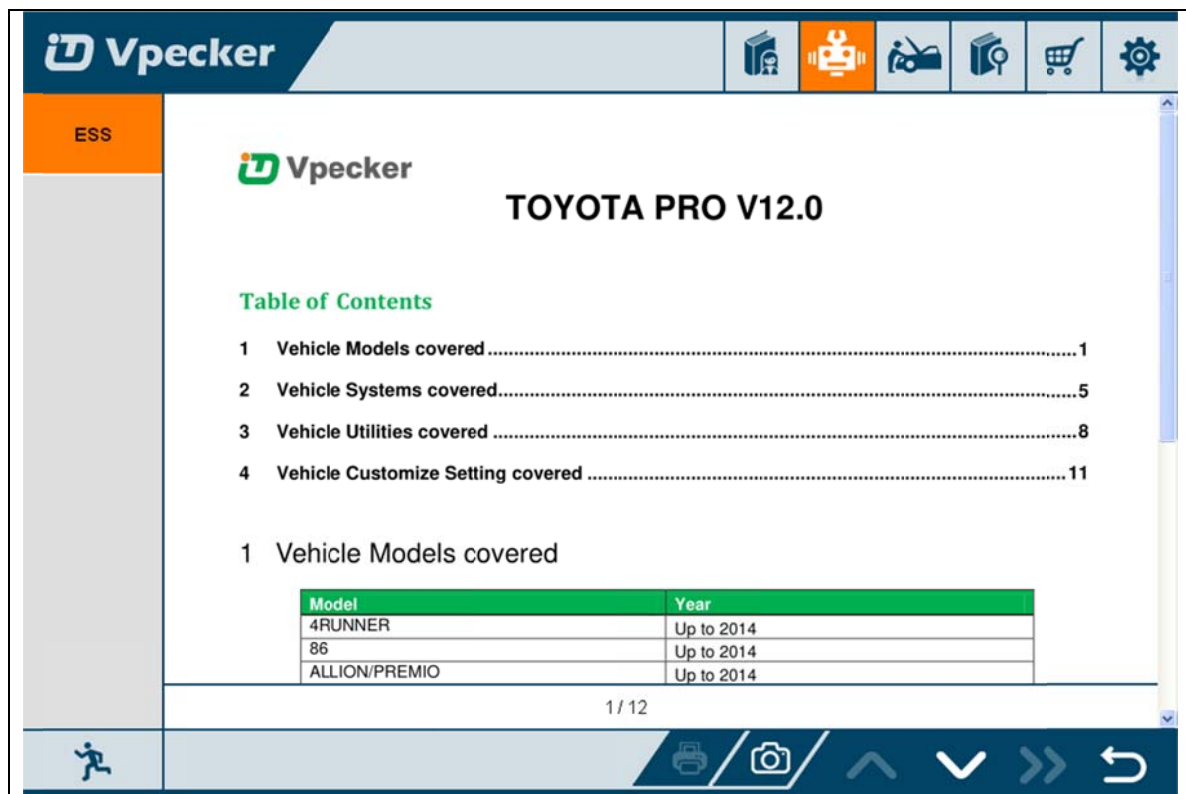 Vpecker
ESS
Vpecker
TOYOTA PRO V12.0
Table of Contents
1 Vehicle Models covered ........................................................................................................1
2 Vehicle Systems covered........................................................................................................5
3 Vehicle Utilities covered ........................................................................................................8
4 Vehicle Customize Setting covered ........................................................................................11
1 Vehicle Models covered
Model Year
4RUNNER Up to 2014
86 Up to 2014
ALLION/PREMIO Up to 2014
1 / 12